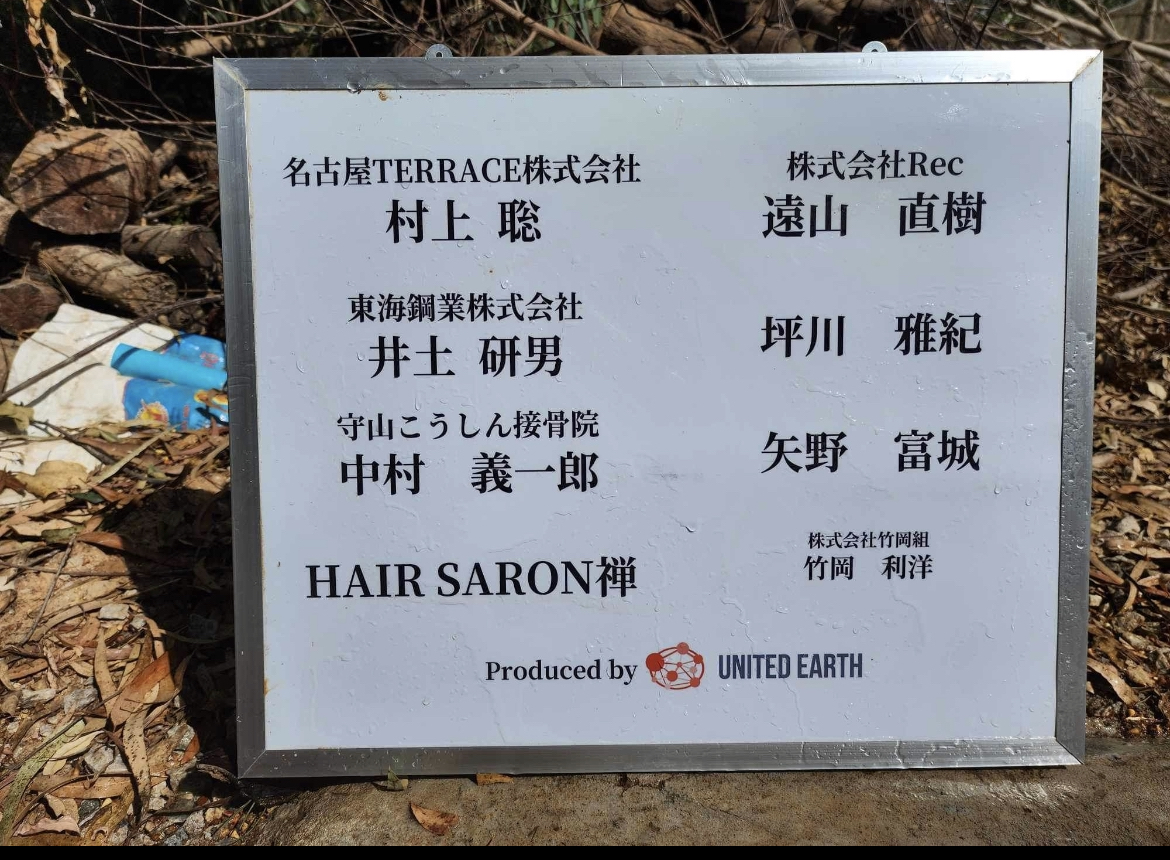 名古屋TERRACE株式会社
村上 聡
東海鋼業株式会社
井土 研男
守山こうしん接骨院
中村　義一郎
HAIR SARON禅
株式会社Rec
遠山　直樹
坪川　雅紀
矢野　富城
株式会社竹岡組
竹岡　利洋
Produced by UNITED EARTH